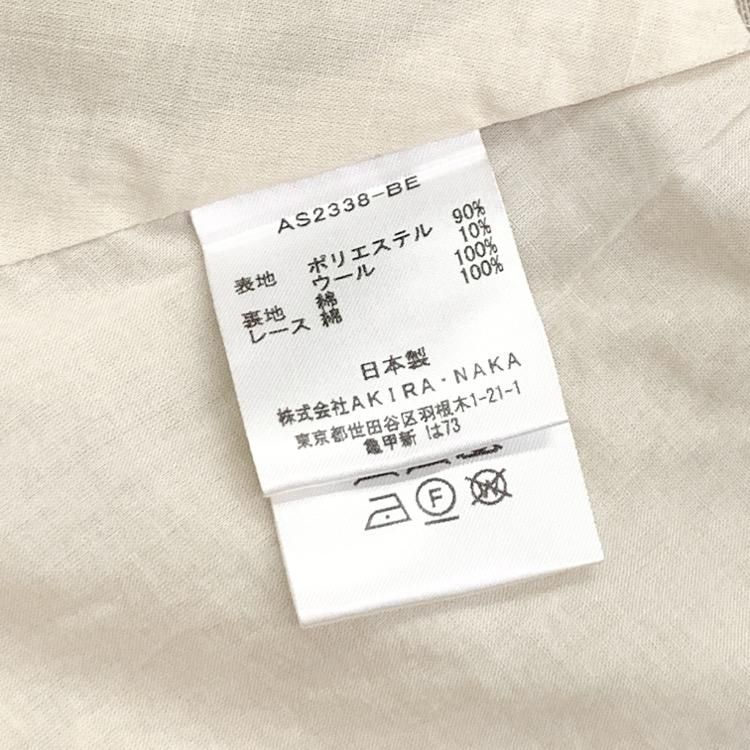 AS2338-BE
表地 ポリエステル 90%
ウール 10%
裏地 綿 100%
レース 綿 100%
日本製
株式会社AKIRA・NAKA
東京都世田谷区羽根木1-21-1
亀甲新 は73
F
W